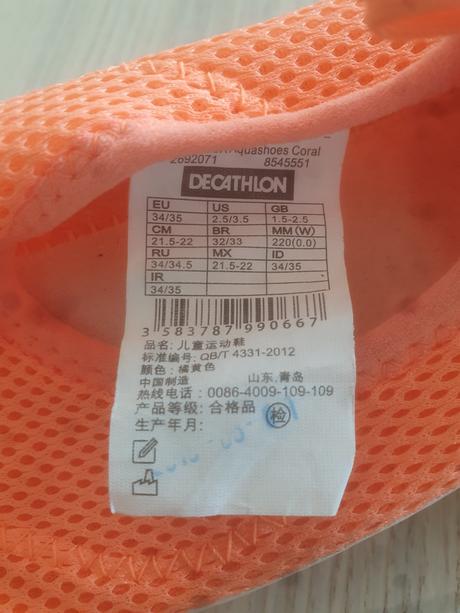 Aquashoes Coral
2892071 8545551
DECATHLON
EU US GB
34/35 2.5/3.5 1.5-2.5
CM BR MM (W)
21.5-22 32/33 220(0.0)
RU MX ID
34/34.5 21.5-22 34/35
IR
34/35
3 583787 990667
品名: 儿童运动鞋
标准编号: QB/T 4331-2012
颜色: 橘黄色
中国制造 山东,青岛
热线电话: 0086-4009-109-109
产品等级: 合格品 检
生产年月: